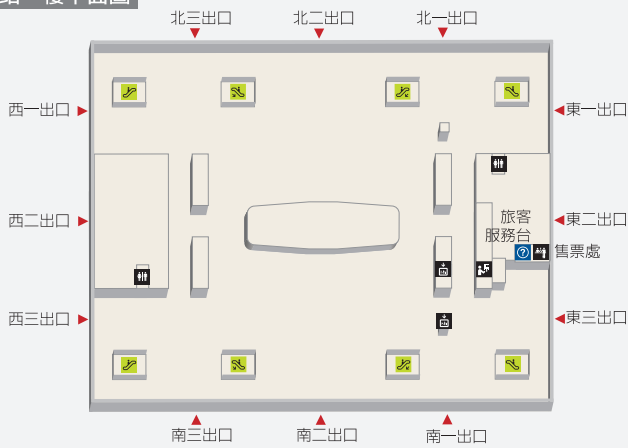 一樓平面圖
北三出口
北二出口
北一出口
西一出口
東一出口
西二出口
東二出口
旅客
服務台
售票處
西三出口
東三出口
南三出口
南二出口
南一出口